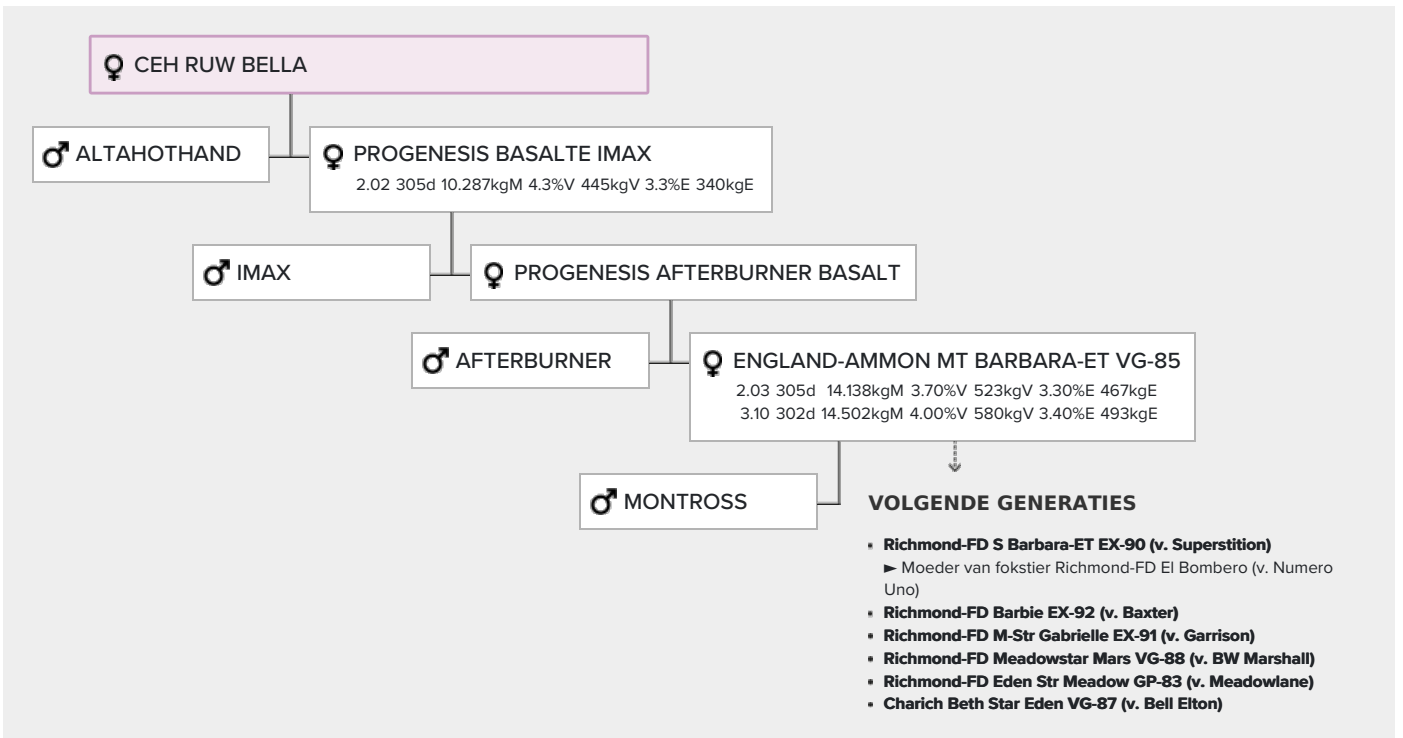 CEH RUW BELLA
ALTAHOTHAND
PROGENESIS BASALTE IMAX
2.02 305d 10.287kgM 4.3%V 445kgV 3.3%E 340kgE
IMAX
PROGENESIS AFTERBURNER BASALT
AFTERBURNER
ENGLAND-AMMON MT BARBARA-ET VG-85
2.03 305d 14.138kgM 3.70%V 523kgV 3.30%E 467kgE
3.10 302d 14.502kgM 4.00%V 580kgV 3.40%E 493kgE
MONTROSS
VOLGENDE GENERATIES
• Richmond-FD S Barbara-ET EX-90 (v. Superstition)
► Moeder van fokstier Richmond-FD El Bombero (v. Numero
Uno)
• Richmond-FD Barbie EX-92 (v. Baxter)
• Richmond-FD M-Str Gabrielle EX-91 (v. Garrison)
• Richmond-FD Meadowstar Mars VG-88 (v. BW Marshall)
• Richmond-FD Eden Str Meadow GP-83 (v. Meadowlane)
• Charich Beth Star Eden VG-87 (v. Bell Elton)